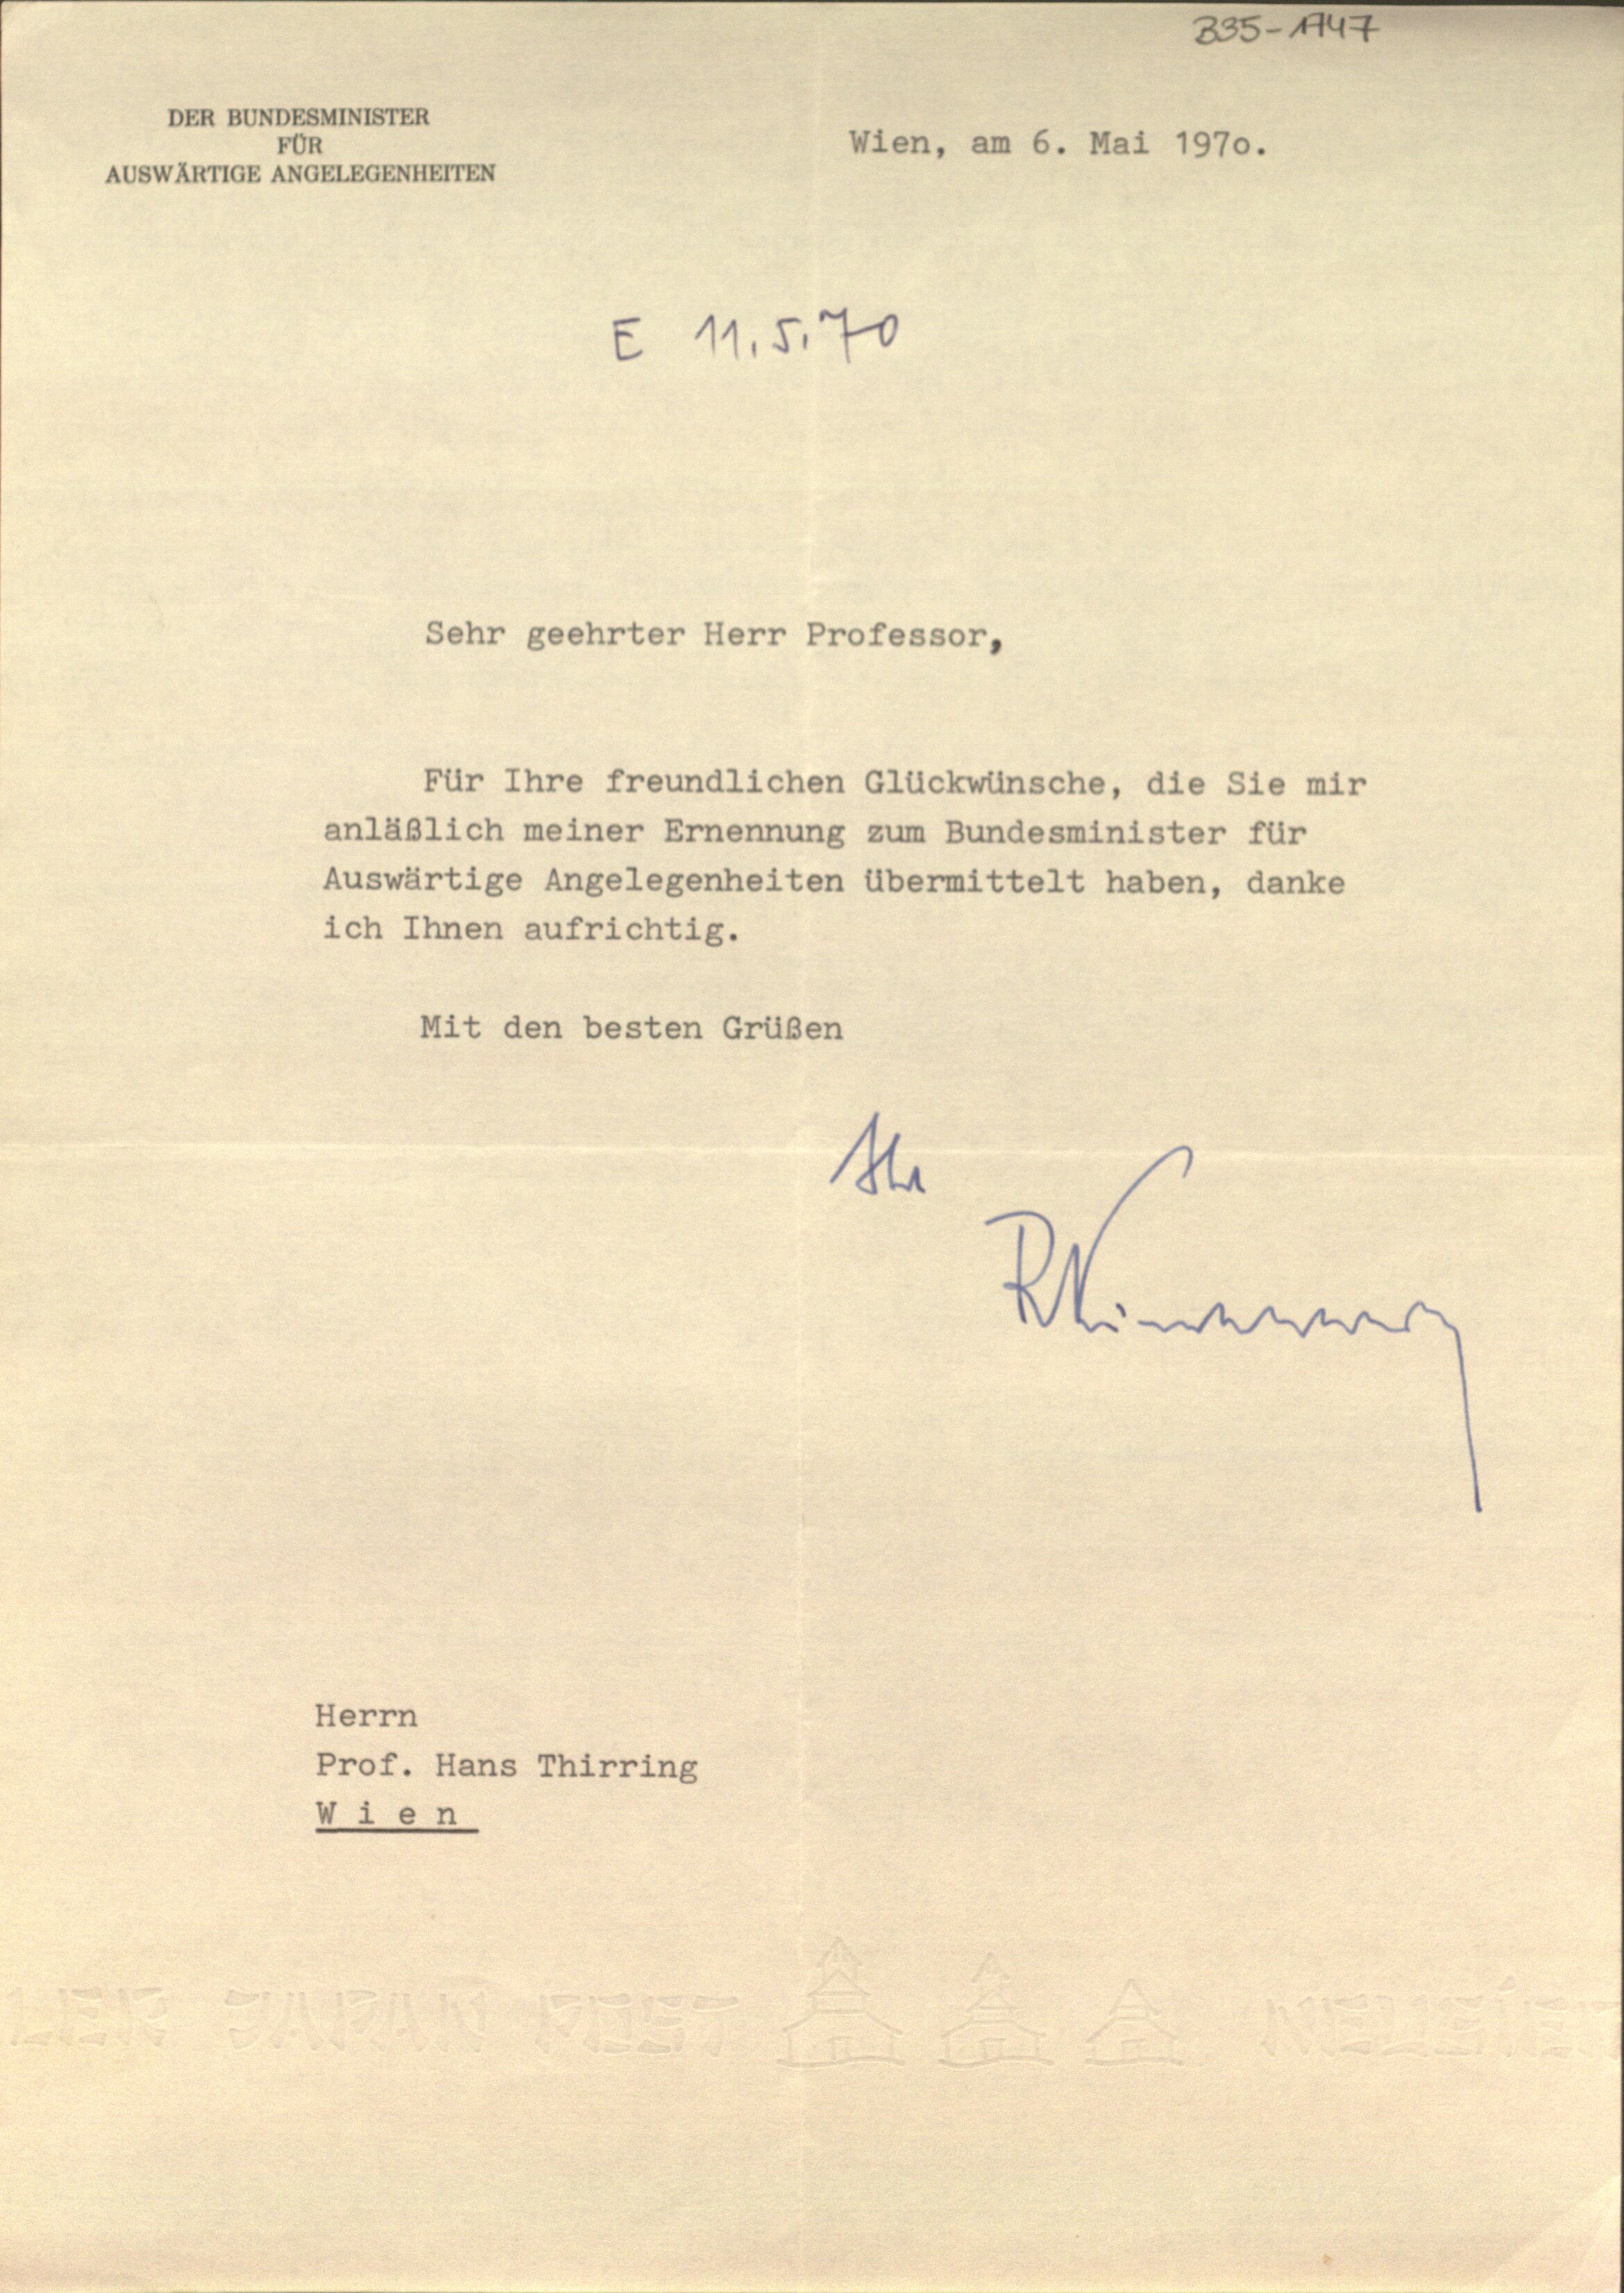 B35-1747
DER BUNDESMINISTER
FÜR
AUSWÄRTIGE ANGELEGENHEITEN
Wien, am 6. Mai 197o.
E 11.5.70
Sehr geehrter Herr Professor,
Für Ihre freundlichen Glückwünsche, die Sie mir
anläßlich meiner Ernennung zum Bundesminister für
Auswärtige Angelegenheiten übermittelt haben, danke
ich Ihnen aufrichtig.
Mit den besten Grüßen
Ihr
Herrn
Prof. Hans Thirring
W i e n